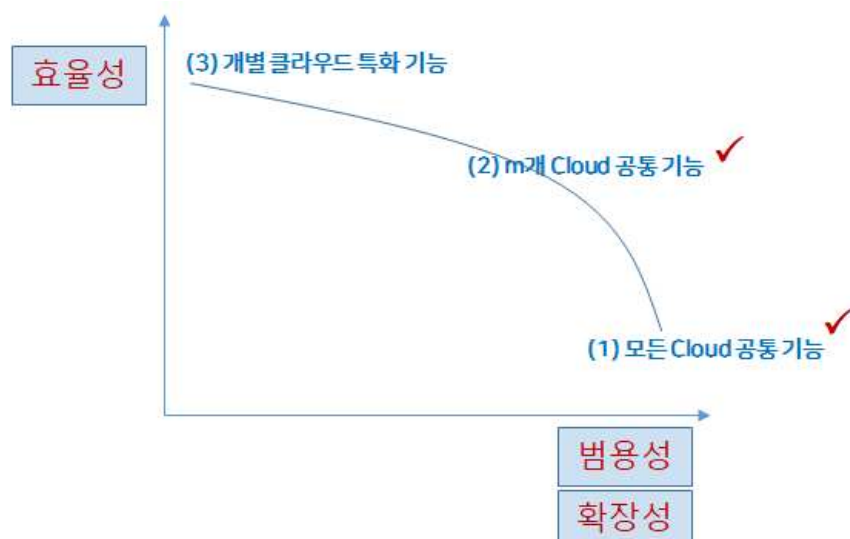 효율성
(3) 개별 클라우드 특화 기능
(2) m개 Cloud 공통 기능
(1) 모든 Cloud 공통 기능
범용성
확장성